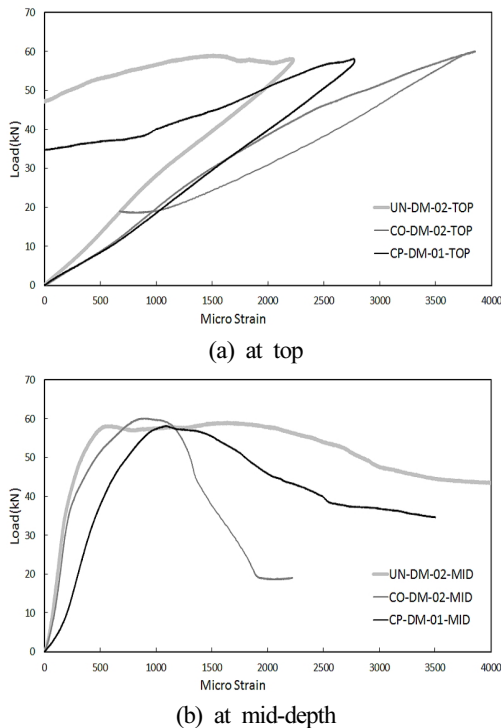 70
60
50
40
30
20
10
0
Load(kN)
0 500 1000 1500 2000 2500 3000 3500 4000
Micro Strain
UN-DM-02-TOP
CO-DM-02-TOP
CP-DM-01-TOP
(a) at top
70
60
50
40
30
20
10
0
Load(kN)
0 500 1000 1500 2000 2500 3000 3500 4000
Micro Strain
UN-DM-02-MID
CO-DM-02-MID
CP-DM-01-MID
(b) at mid-depth